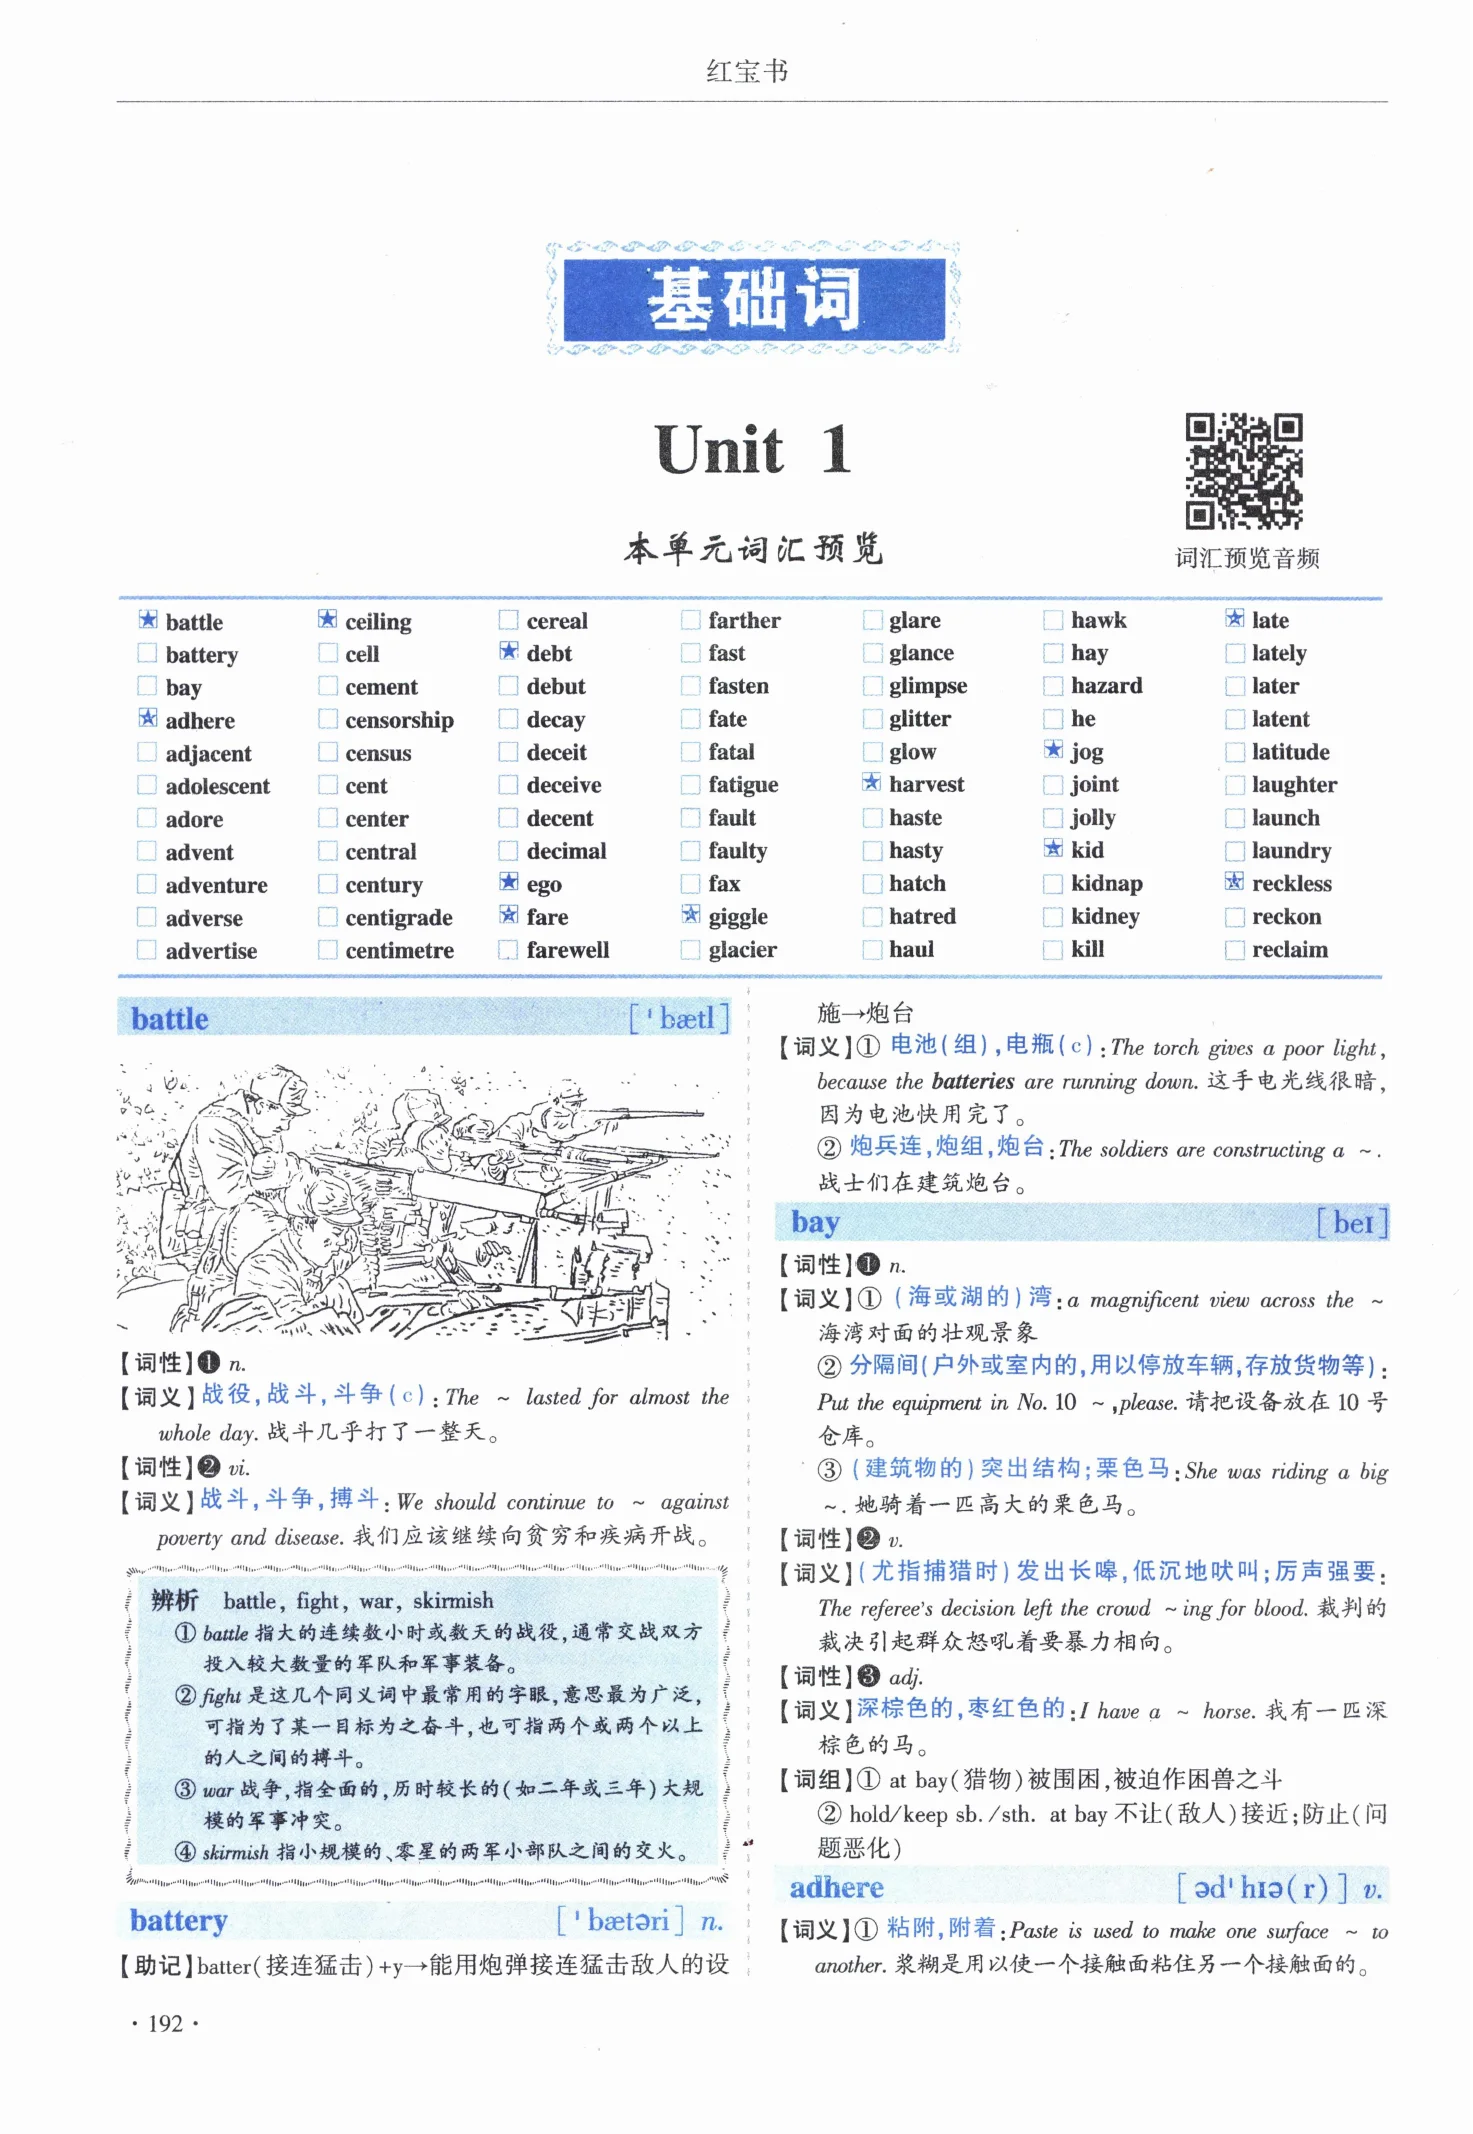 红宝书
基础词
Unit 1
本单元词汇预览
词汇预览音频
battle ceiling cereal farther glare hawk late
battery cell debt fast glance hay lately
bay cement debut fasten glimpse hazard later
adhere censorship decay fate glitter he latent
adjacent census deceit fatal glow jog latitude
adolescent cent deceive fatigue harvest joint laughter
adore center decent fault haste jolly launch
advent central decimal faulty hasty kid laundry
adventure century ego fax hatch kidnap reckless
adverse centigrade fare giggle hatred kidney reckon
advertise centimetre farewell glacier haul kill reclaim
battle [ˈbætl]
【词性】❶ n.
【词义】战役,战斗,斗争(c):The ~ lasted for almost the
whole day. 战斗几乎打了一整天。
【词性】❷ vi.
【词义】战斗,斗争,搏斗:We should continue to ~ against
poverty and disease. 我们应该继续向贫穷和疾病开战。
辨析 battle, fight, war, skirmish
① battle 指大的连续数小时或数天的战役,通常交战双方
投入较大数量的军队和军事装备。
② fight 是这几个同义词中最常用的字眼,意思最为广泛,
可指为了某一目标为之奋斗,也可指两个或两个以上
的人之间的搏斗。
③ war 战争,指全面的,历时较长的(如二年或三年)大规
模的军事冲突。
④ skirmish 指小规模的、零星的两军小部队之间的交火。
battery [ˈbætəri] n.
【助记】batter(接连猛击)+y→能用炮弹接连猛击敌人的设
施→炮台
【词义】① 电池(组),电瓶(c):The torch gives a poor light,
because the batteries are running down. 这手电光线很暗,
因为电池快用完了。
② 炮兵连,炮组,炮台:The soldiers are constructing a ~.
战士们在建筑炮台。
bay [beɪ]
【词性】❶ n.
【词义】① (海或湖的)湾:a magnificent view across the ~
海湾对面的壮观景象
② 分隔间(户外或室内的,用以停放车辆,存放货物等):
Put the equipment in No. 10 ~,please. 请把设备放在 10 号
仓库。
③ (建筑物的)突出结构;栗色马:She was riding a big
~. 她骑着一匹高大的栗色马。
【词性】❷ v.
【词义】(尤指捕猎时)发出长嗥,低沉地吠叫;厉声强要:
The referee's decision left the crowd ~ing for blood. 裁判的
裁决引起群众怒吼着要暴力相向。
【词性】❸ adj.
【词义】深棕色的,枣红色的:I have a ~ horse. 我有一匹深
棕色的马。
【词组】① at bay(猎物)被围困,被迫作困兽之斗
② hold/keep sb. /sth. at bay 不让(敌人)接近;防止(问
题恶化)
adhere [ədˈhɪə(r)] v.
【词义】① 粘附,附着:Paste is used to make one surface ~ to
another. 浆糊是用以使一个接触面粘住另一个接触面的。
·192·